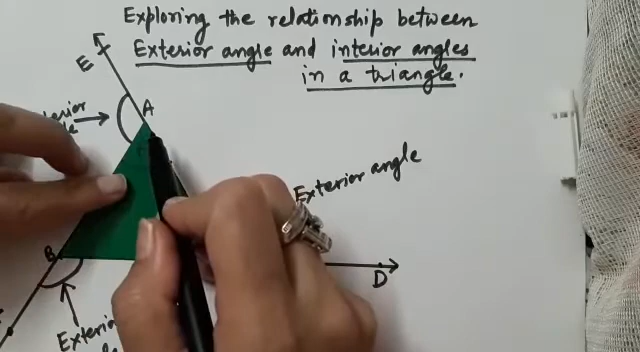 Exploring the relationship between
Exterior angle and interior angles
in a triangle.
E
A
Exterior angle
B
D